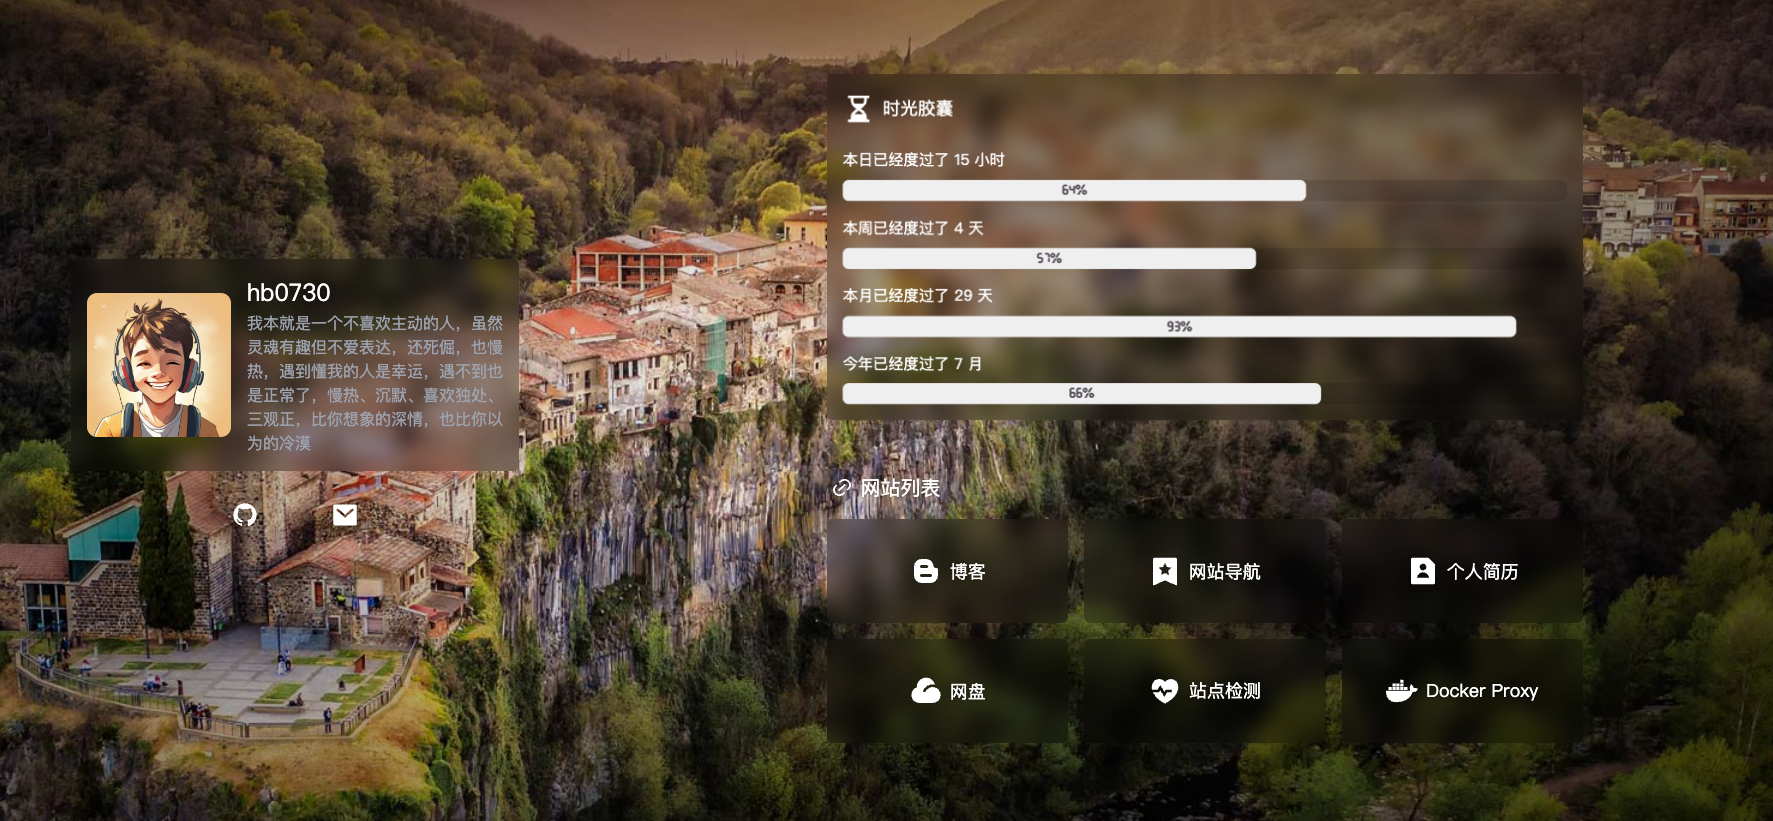 hb0730
我本就是一个不喜欢主动的人，虽然
灵魂有趣但不爱表达，还死倔，也慢
热，遇到懂我的人是幸运，遇不到也
是正常了，慢热、沉默、喜欢独处、
三观正，比你想象的深情，也比你以
为的冷漠
时光胶囊
本日已经度过了 15 小时
64%
本周已经度过了 4 天
57%
本月已经度过了 29 天
93%
今年已经度过了 7 月
66%
网站列表
博客
网站导航
个人简历
网盘
站点检测
Docker Proxy